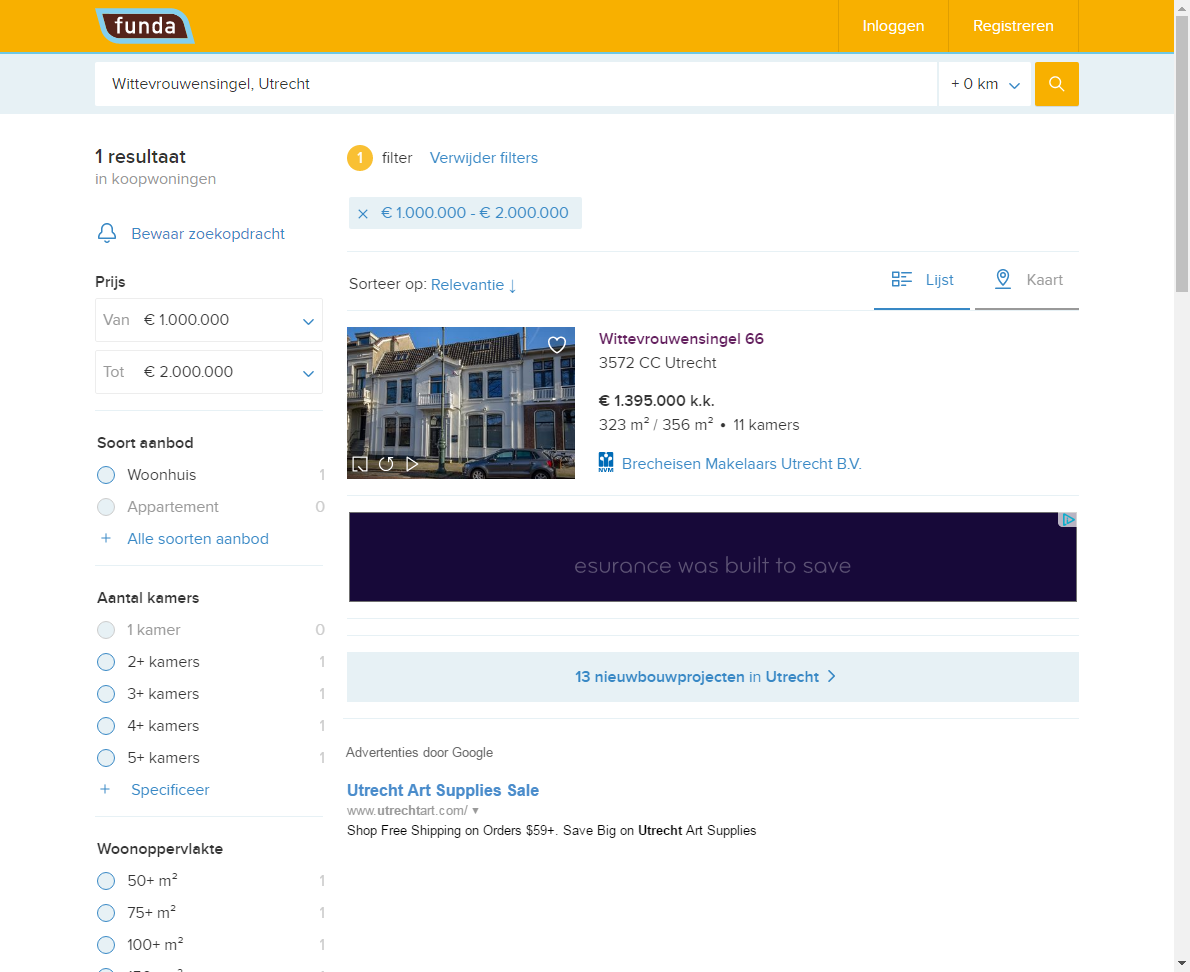 funda
Inloggen
Registreren
Wittevrouwensingel, Utrecht
+ 0 km
1 resultaat
in koopwoningen
Bewaar zoekopdracht
Prijs
Van € 1.000.000
Tot € 2.000.000
Soort aanbod
Woonhuis 1
Appartement 0
+ Alle soorten aanbod
Aantal kamers
1 kamer 0
2+ kamers 1
3+ kamers 1
4+ kamers 1
5+ kamers 1
+ Specificeer
Woonoppervlakte
50+ m² 1
75+ m² 1
100+ m² 1
1 filter Verwijder filters
× € 1.000.000 - € 2.000.000
Sorteer op: Relevantie ↓
Lijst
Kaart
Wittevrouwensingel 66
3572 CC Utrecht
€ 1.395.000 k.k.
323 m² / 356 m² • 11 kamers
NVM Brecheisen Makelaars Utrecht B.V.
esurance was built to save
13 nieuwbouwprojecten in Utrecht >
Advertenties door Google
Utrecht Art Supplies Sale
www.utrechtart.com/ ▼
Shop Free Shipping on Orders $59+. Save Big on Utrecht Art Supplies